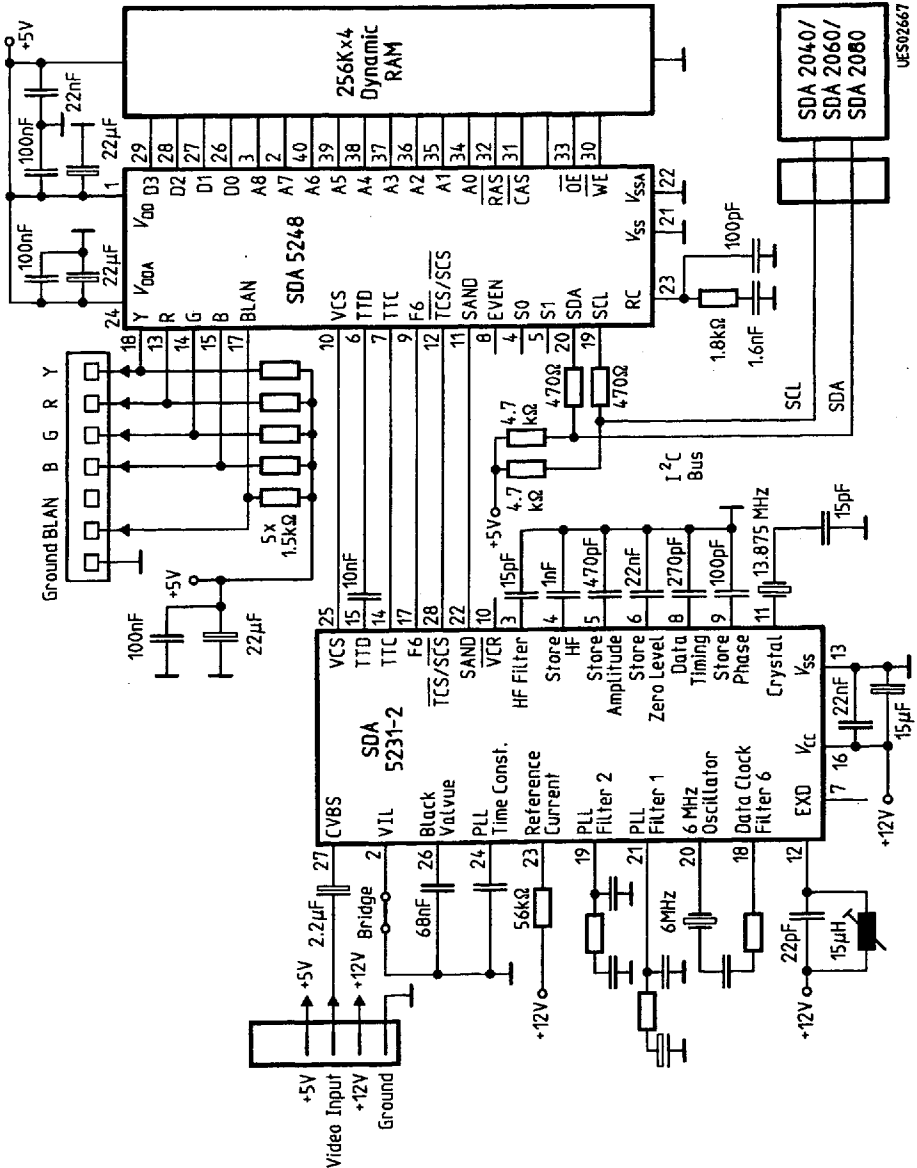 +5V
Video Input
+12V
Ground
+5V
+12V
2.2µF
Bridge
68nF
56kΩ
+12V
6MHz
22pF
15µH
+12V
27
2
26
24
23
19
21
20
18
12
CVBS
VIL
Black
Valvue
PLL
Time Const.
Reference
Current
PLL
Filter 2
PLL
Filter 1
6 MHz
Oscillator
Data Clock
Filter 6
EXD
7
SDA
5231-2
VCC
16
VSS
13
22nF
15µF
+12V
VCS
TTD
TTC
F6
TCS/SCS
SAND
VCR
HF Filter
Store
HF
Store
Amplitude
Store
Zero Level
Data
Timing
Store
Phase
Crystal
25
15
14
17
28
22
10
3
4
5
6
8
9
11
10nF
15pF
1nF
470pF
22nF
270pF
100pF
13.875 MHz
15pF
100nF
22µF
+5V
Ground
BLAN
B
G
R
Y
5x
1.5kΩ
+5V
4.7
kΩ
4.7
kΩ
470Ω
470Ω
I²C
Bus
SCL
SDA
24
18
13
14
15
17
10
6
7
9
12
11
8
4
5
20
19
VDDA
VDD
Y
R
G
B
BLAN
VCS
TTD
TTC
F6
TCS/SCS
SAND
EVEN
S0
S1
SDA
SCL
RC
23
VSS
21
VSSA
22
SDA 5248
1.8kΩ
1.6nF
100pF
100nF
22µF
1
100nF
22µF
22nF
+5V
D3
D2
D1
D0
A8
A7
A6
A5
A4
A3
A2
A1
A0
RAS
CAS
OE
WE
29
28
27
26
3
2
40
39
38
37
36
35
34
32
31
33
30
256Kx4
Dynamic
RAM
SDA 2040/
SDA 2060/
SDA 2080
UES02667